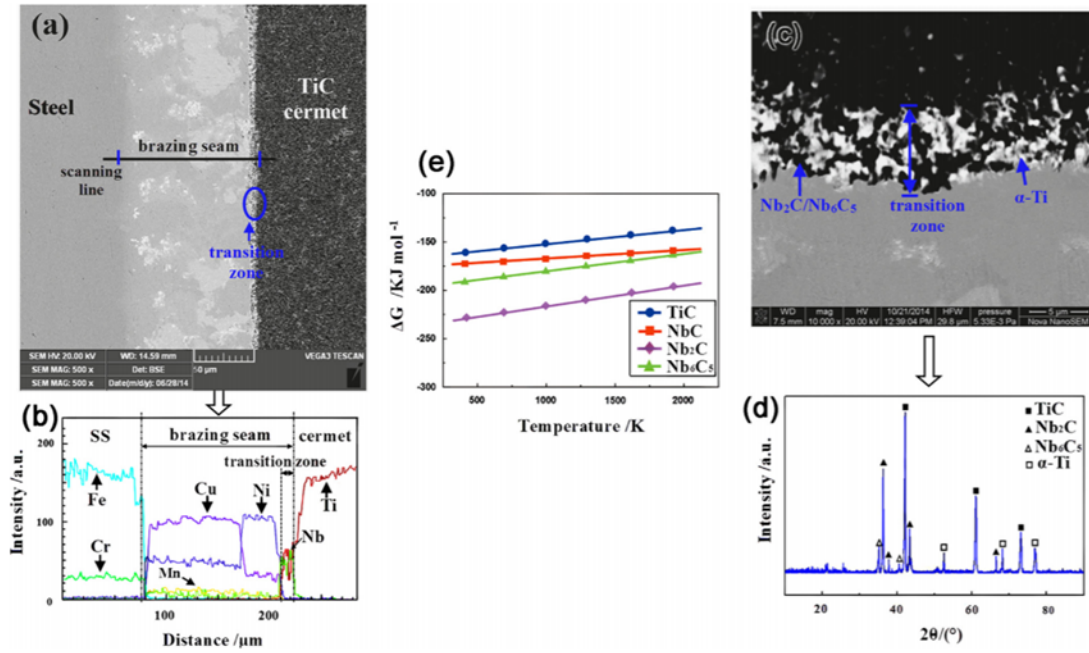 (a)
TiC
cermet
Steel
brazing seam
scanning
line
transition
zone
SEM HV: 20.00 kV WD: 14.59 mm VEGA3 TESCAN
SEM MAG: 500 x Det: BSE 50 μm
SEM MAG: 500 x Date(m/d/y): 06/28/14
(b)
SS brazing seam cermet
transition zone
200
100
0
Intensity /a.u.
Fe
Cu
Ni
Ti
Nb
Cr
Mn
100 200
Distance /μm
(e)
-100
-150
-200
-250
-300
ΔG /KJ mol⁻¹
TiC
NbC
Nb₂C
Nb₆C₅
500 1000 1500 2000
Temperature /K
(c)
Nb₂C/Nb₆C₅
transition
zone
α-Ti
WD mag HV 10/21/2014 HFW pressure 5 μm
7.5 mm 10 000 x 20.00 kV 12:39:04 PM 29.8 μm 5.33E-3 Pa Nova NanoSEM
(d)
TiC
Nb₂C
Nb₆C₅
α-Ti
Intensity /a.u.
20 40 60 80
2θ/(°)